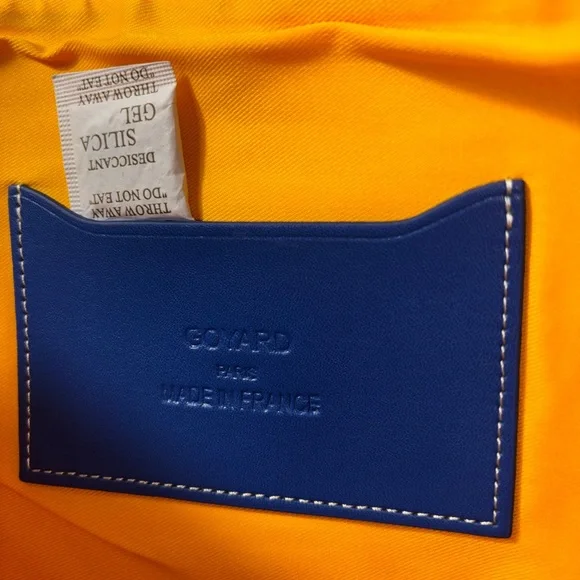 THROW AWAY
"DO NOT EAT"
DESICCANT
SILICA
GEL
THROW AWAY
"DO NOT EAT"
GOYARD
PARIS
MADE IN FRANCE